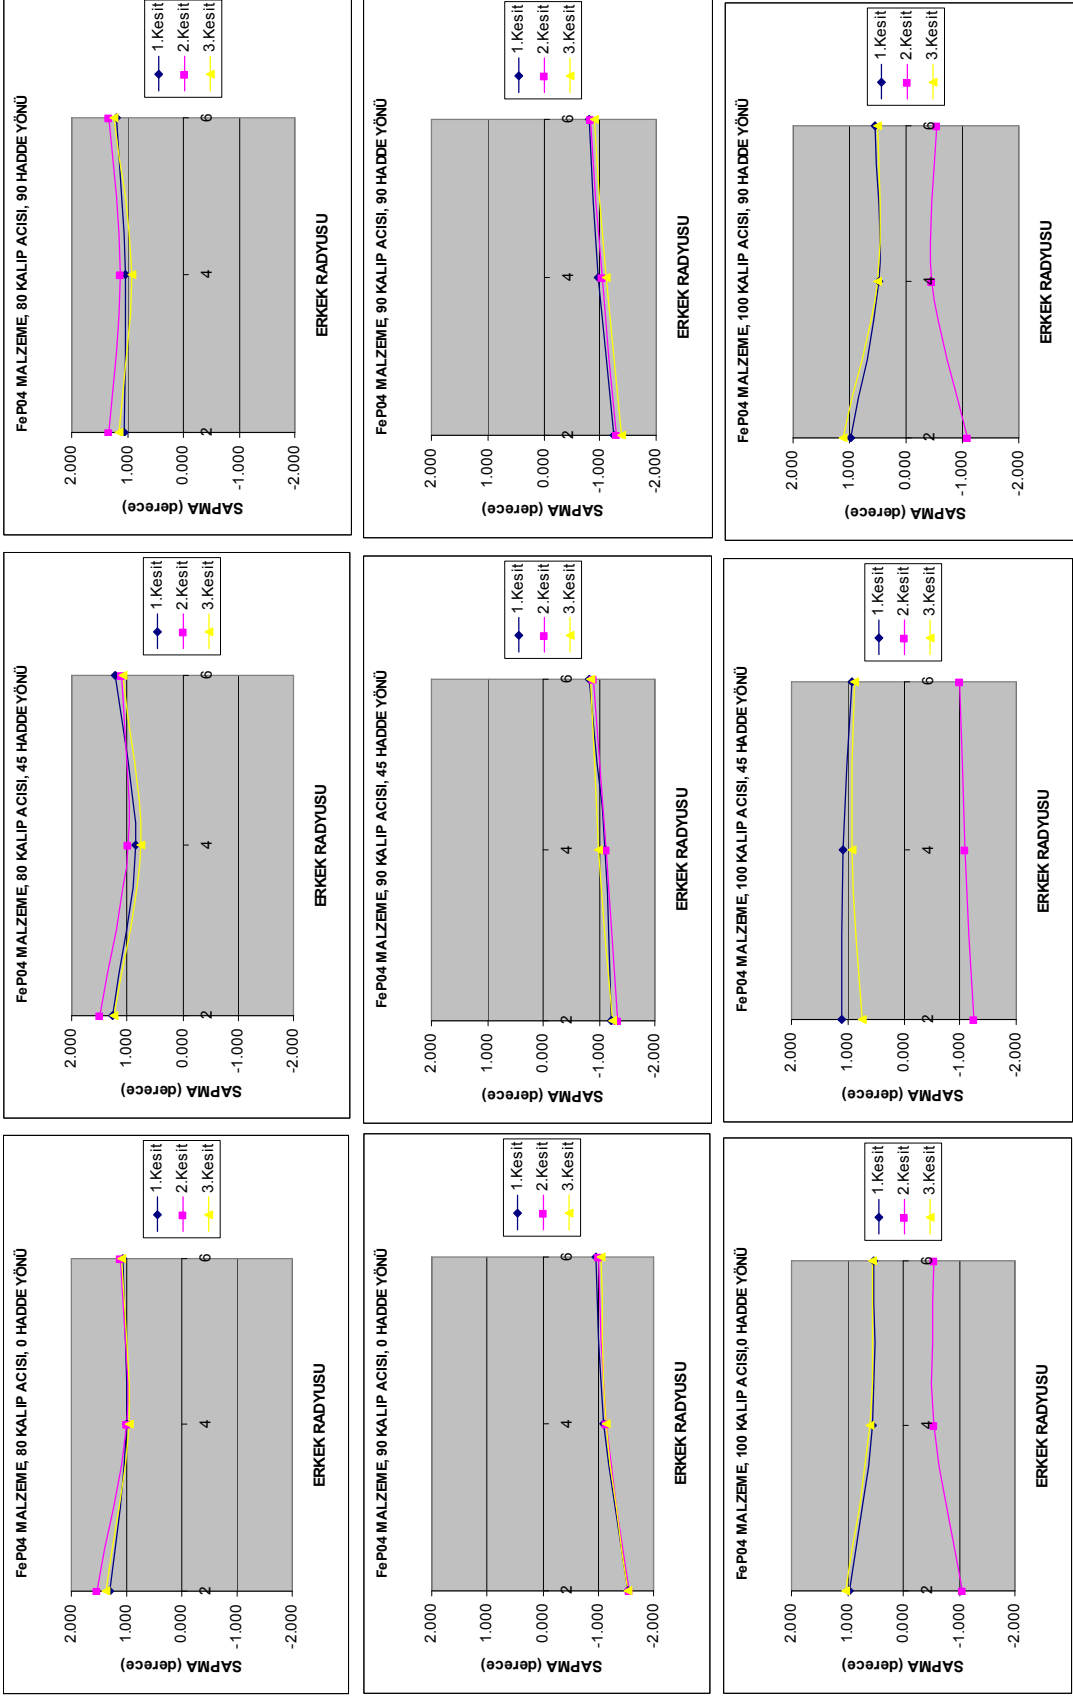 FeP04 MALZEME, 80 KALIP ACISI, 0 HADDE YÖNÜ
SAPMA (derece)
2.000
1.000
0.000
-1.000
-2.000
2 4 6
ERKEK RADYUSU
1.Kesit
2.Kesit
3.Kesit
FeP04 MALZEME, 80 KALIP ACISI, 45 HADDE YÖNÜ
SAPMA (derece)
2.000
1.000
0.000
-1.000
-2.000
2 4 6
ERKEK RADYUSU
1.Kesit
2.Kesit
3.Kesit
FeP04 MALZEME, 80 KALIP ACISI, 90 HADDE YÖNÜ
SAPMA (derece)
2.000
1.000
0.000
-1.000
-2.000
2 4 6
ERKEK RADYUSU
1.Kesit
2.Kesit
3.Kesit
FeP04 MALZEME, 90 KALIP ACISI, 0 HADDE YÖNÜ
SAPMA (derece)
2.000
1.000
0.000
-1.000
-2.000
2 4 6
ERKEK RADYUSU
1.Kesit
2.Kesit
3.Kesit
FeP04 MALZEME, 90 KALIP ACISI, 45 HADDE YÖNÜ
SAPMA (derece)
2.000
1.000
0.000
-1.000
-2.000
2 4 6
ERKEK RADYUSU
1.Kesit
2.Kesit
3.Kesit
FeP04 MALZEME, 90 KALIP ACISI, 90 HADDE YÖNÜ
SAPMA (derece)
2.000
1.000
0.000
-1.000
-2.000
2 4 6
ERKEK RADYUSU
1.Kesit
2.Kesit
3.Kesit
FeP04 MALZEME, 100 KALIP ACISI,0 HADDE YÖNÜ
SAPMA (derece)
2.000
1.000
0.000
-1.000
-2.000
2 4 6
ERKEK RADYUSU
1.Kesit
2.Kesit
3.Kesit
FeP04 MALZEME, 100 KALIP ACISI, 45 HADDE YÖNÜ
SAPMA (derece)
2.000
1.000
0.000
-1.000
-2.000
2 4 6
ERKEK RADYUSU
1.Kesit
2.Kesit
3.Kesit
FeP04 MALZEME, 100 KALIP ACISI, 90 HADDE YÖNÜ
SAPMA (derece)
2.000
1.000
0.000
-1.000
-2.000
2 4 6
ERKEK RADYUSU
1.Kesit
2.Kesit
3.Kesit